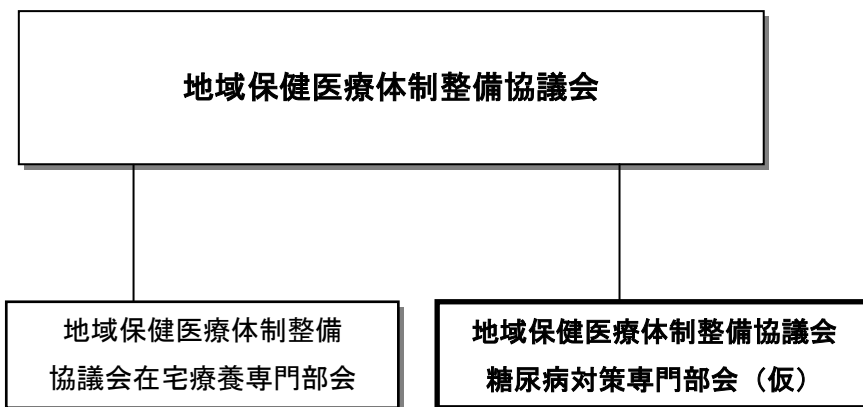 地域保健医療体制整備協議会
地域保健医療体制整備
協議会在宅療養専門部会
地域保健医療体制整備協議会
糖尿病対策専門部会（仮）